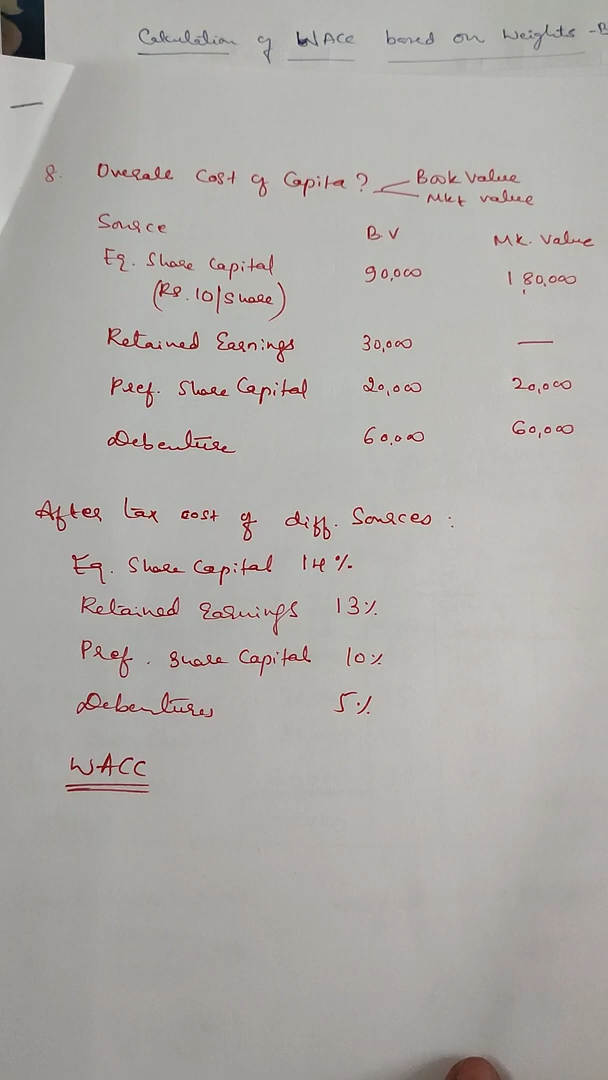 Calculation of WACC based on Weights - B
8. Overale Cost of Capita? Book Value
Mkt value
Source B.V Mk. Value
Eq. Share Capital 90,000 1 80,000
(Rs. 10/Share)
Retained Earnings 30,000 —
Pref. Share Capital 20,000 20,000
Debenture 60,000 60,000
After tax cost of diff. Sources :
Eq. Share Capital 14%
Retained Earnings 13%
Pref. Share Capital 10%
Debentures 5%
WACC